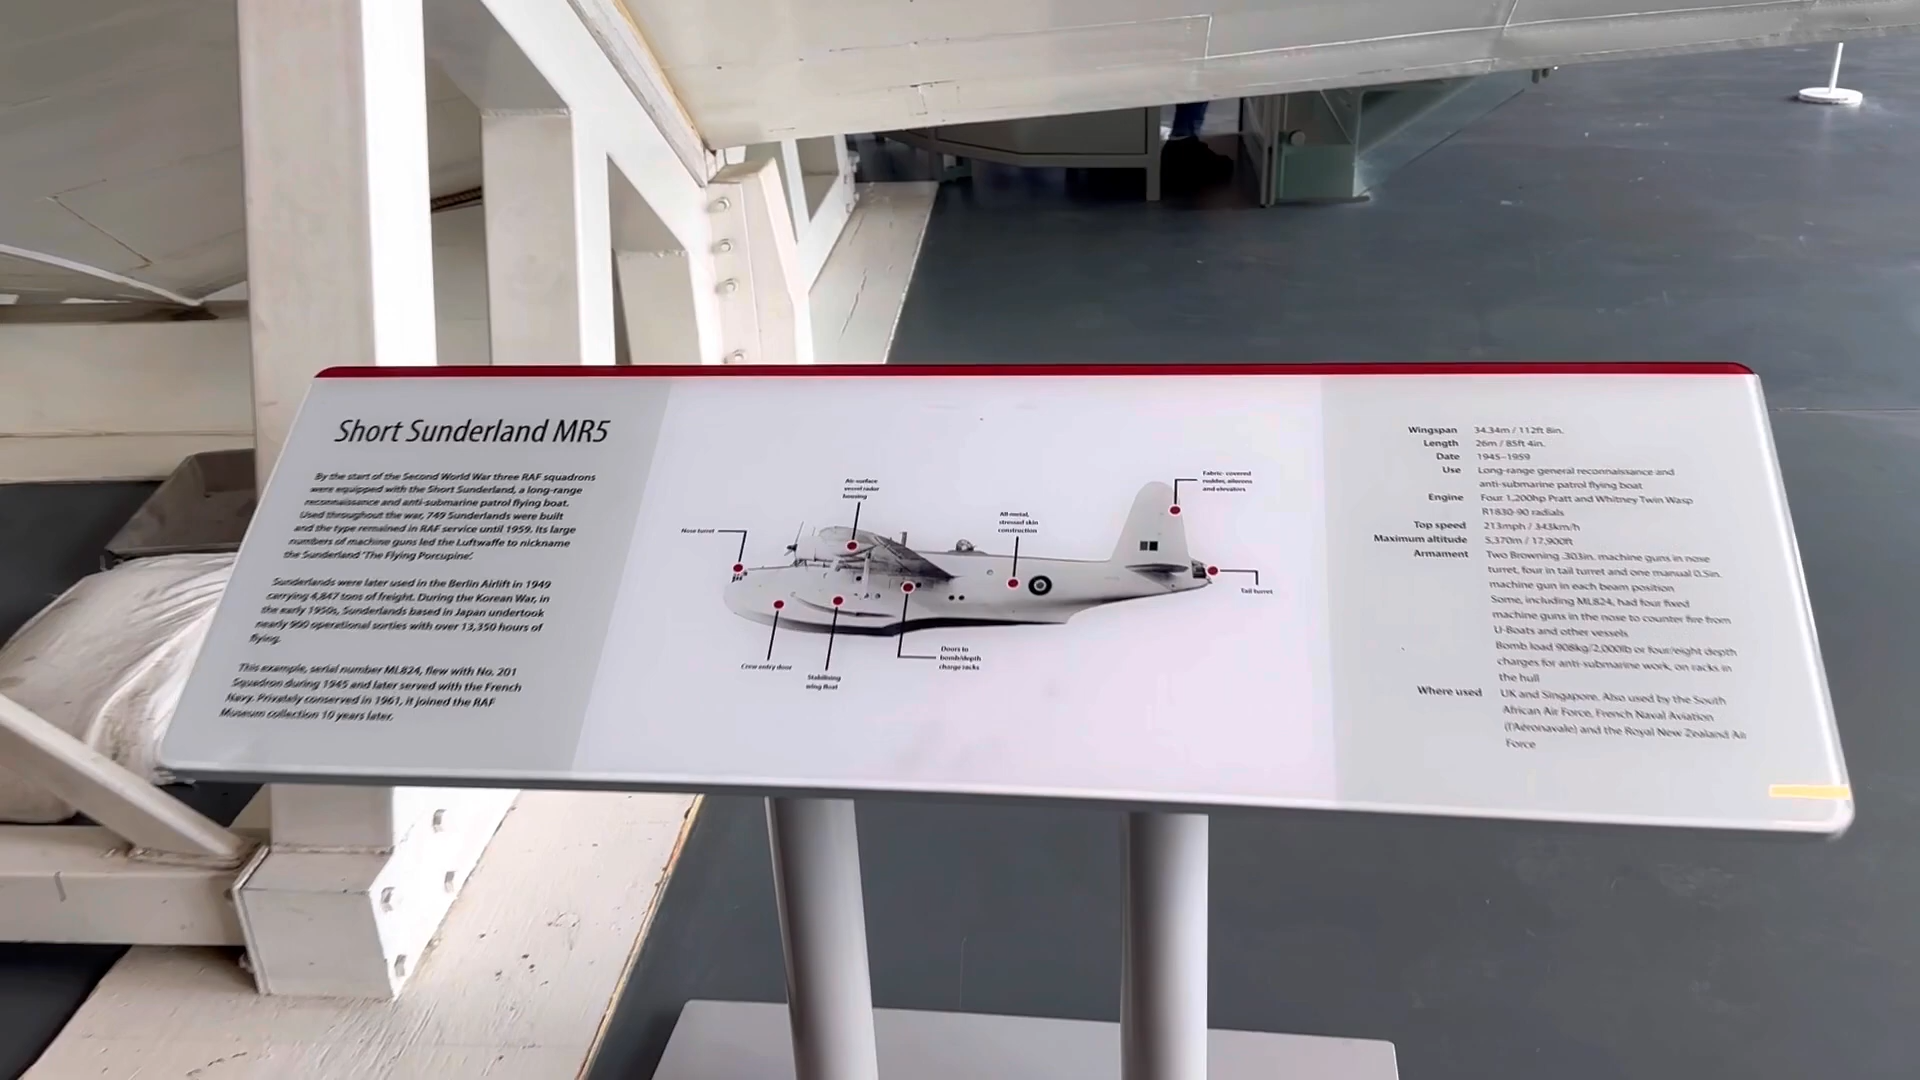 Short Sunderland MR5
By the start of the Second World War three RAF squadrons
were equipped with the Short Sunderland, a long-range
reconnaissance and anti-submarine patrol flying boat.
Used throughout the war, 749 Sunderlands were built
and the type remained in RAF service until 1959. Its large
numbers of machine guns led the Luftwaffe to nickname
the Sunderland 'The Flying Porcupine'.
Sunderlands were later used in the Berlin Airlift in 1949
carrying 4,847 tons of freight. During the Korean War, in
the early 1950s, Sunderlands based in Japan undertook
nearly 900 operational sorties with over 13,350 hours of
flying.
This example, serial number ML824, flew with No. 201
Squadron during 1945 and later served with the French
Navy. Privately conserved in 1961, it joined the RAF
Museum collection 10 years later.
Nose turret
Air-surface
vessel radar
housing
All-metal,
stressed skin
construction
Fabric- covered
rudder, ailerons
and elevators
Tail turret
Crew entry door
Stabilising
wing float
Doors to
bomb/depth
charge racks
Wingspan 34.34m / 112ft 8in.
Length 26m / 85ft 4in.
Date 1945–1959
Use Long-range general reconnaissance and
anti-submarine patrol flying boat
Engine Four 1,200hp Pratt and Whitney Twin Wasp
R1830-90 radials
Top speed 213mph / 343km/h
Maximum altitude 5,370m / 17,900ft
Armament Two Browning .303in. machine guns in nose
turret, four in tail turret and one manual 0.5in.
machine gun in each beam position
Some, including ML824, had four fixed
machine guns in the nose to counter fire from
U-Boats and other vessels
Bomb load 908kg/2,000lb or four/eight depth
charges for anti-submarine work, on racks in
the hull
Where used UK and Singapore. Also used by the South
African Air Force, French Naval Aviation
(l'Aéronavale) and the Royal New Zealand Air
Force